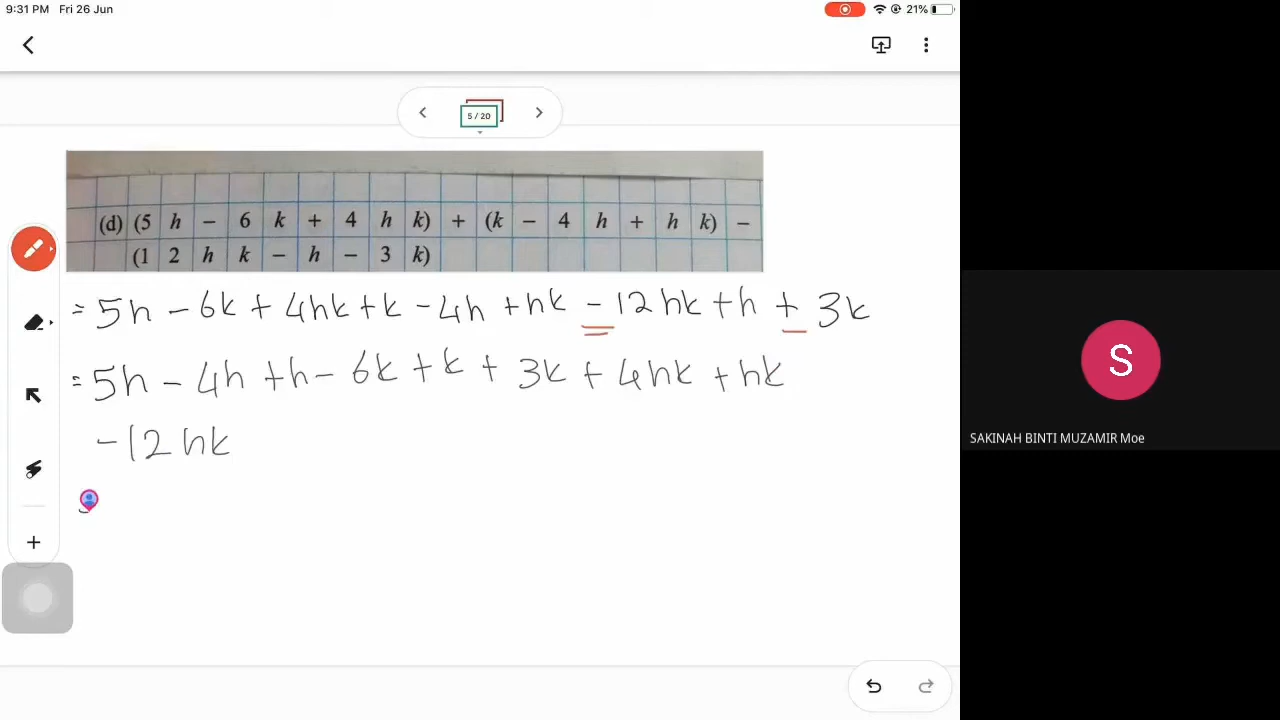 9:31 PM Fri 26 Jun
21%
5 / 20
(d) (5 h - 6 k + 4 h k) + (k - 4 h + h k) -
(1 2 h k - h - 3 k)
= 5h - 6k + 4hk + k - 4h + hk - 12hk + h + 3k
= 5h - 4h + h - 6k + k + 3k + 4hk + hk
- 12hk
S
SAKINAH BINTI MUZAMIR Moe